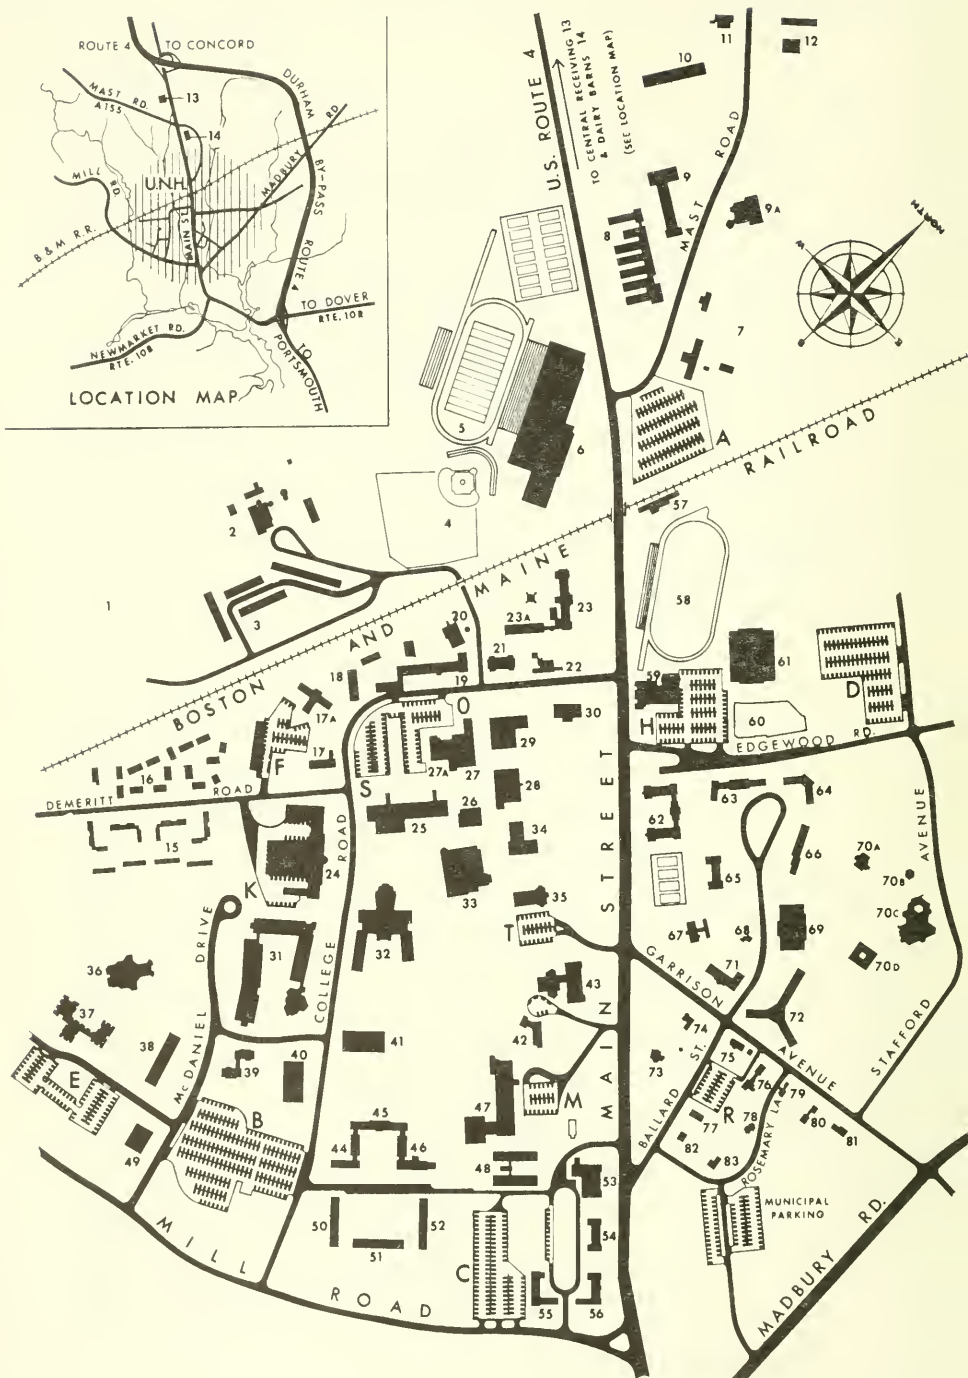 ROUTE 4
TO CONCORD
MAST RD.
A155
13
14
DURHAM
BY-PASS
ROUTE 4
MADBURY
RD
U.N.H.
MILL RD.
MAIN ST.
B & M R.R.
TO DOVER
RTE. 108
NEWMARKET RD.
RTE. 108
TO
PORTSMOUTH
LOCATION MAP
U.S. ROUTE 4
TO CENTRAL RECEIVING 13
& DAIRY BARNS 14
(SEE LOCATION MAP)
11
12
10
MAST ROAD
9
9A
8
NORTH
W
S
E
7
5
6
A
BOSTON AND MAINE RAILROAD
57
4
2
1
3
58
20
23A
23
21
22
19
18
17A
O
59
61
D
30
H
60
EDGEWOOD RD.
16
F
17
S
27A
27
29
28
DEMERITT ROAD
15
25
26
34
62
63
64
66
65
70A
70B
70C
70D
AVENUE
STAFFORD
K
24
COLLEGE ROAD
33
35
T
31
32
36
McDANIEL DRIVE
37
38
39
40
41
42
43
MAIN STREET
67
68
69
71
GARRISON AVENUE
72
74
73
BALLARD ST.
75
76
R
77
78
79
80
81
82
83
ROSEMARY LA.
MUNICIPAL
PARKING
MADBURY RD.
E
49
B
44
45
46
47
M
48
53
50
51
52
54
C
55
56
MILL ROAD